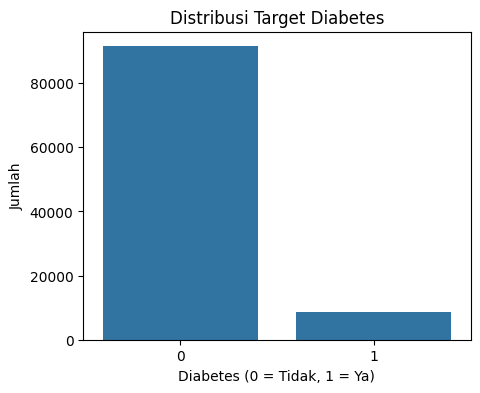 Distribusi Target Diabetes
Jumlah
80000
60000
40000
20000
0
0 1
Diabetes (0 = Tidak, 1 = Ya)